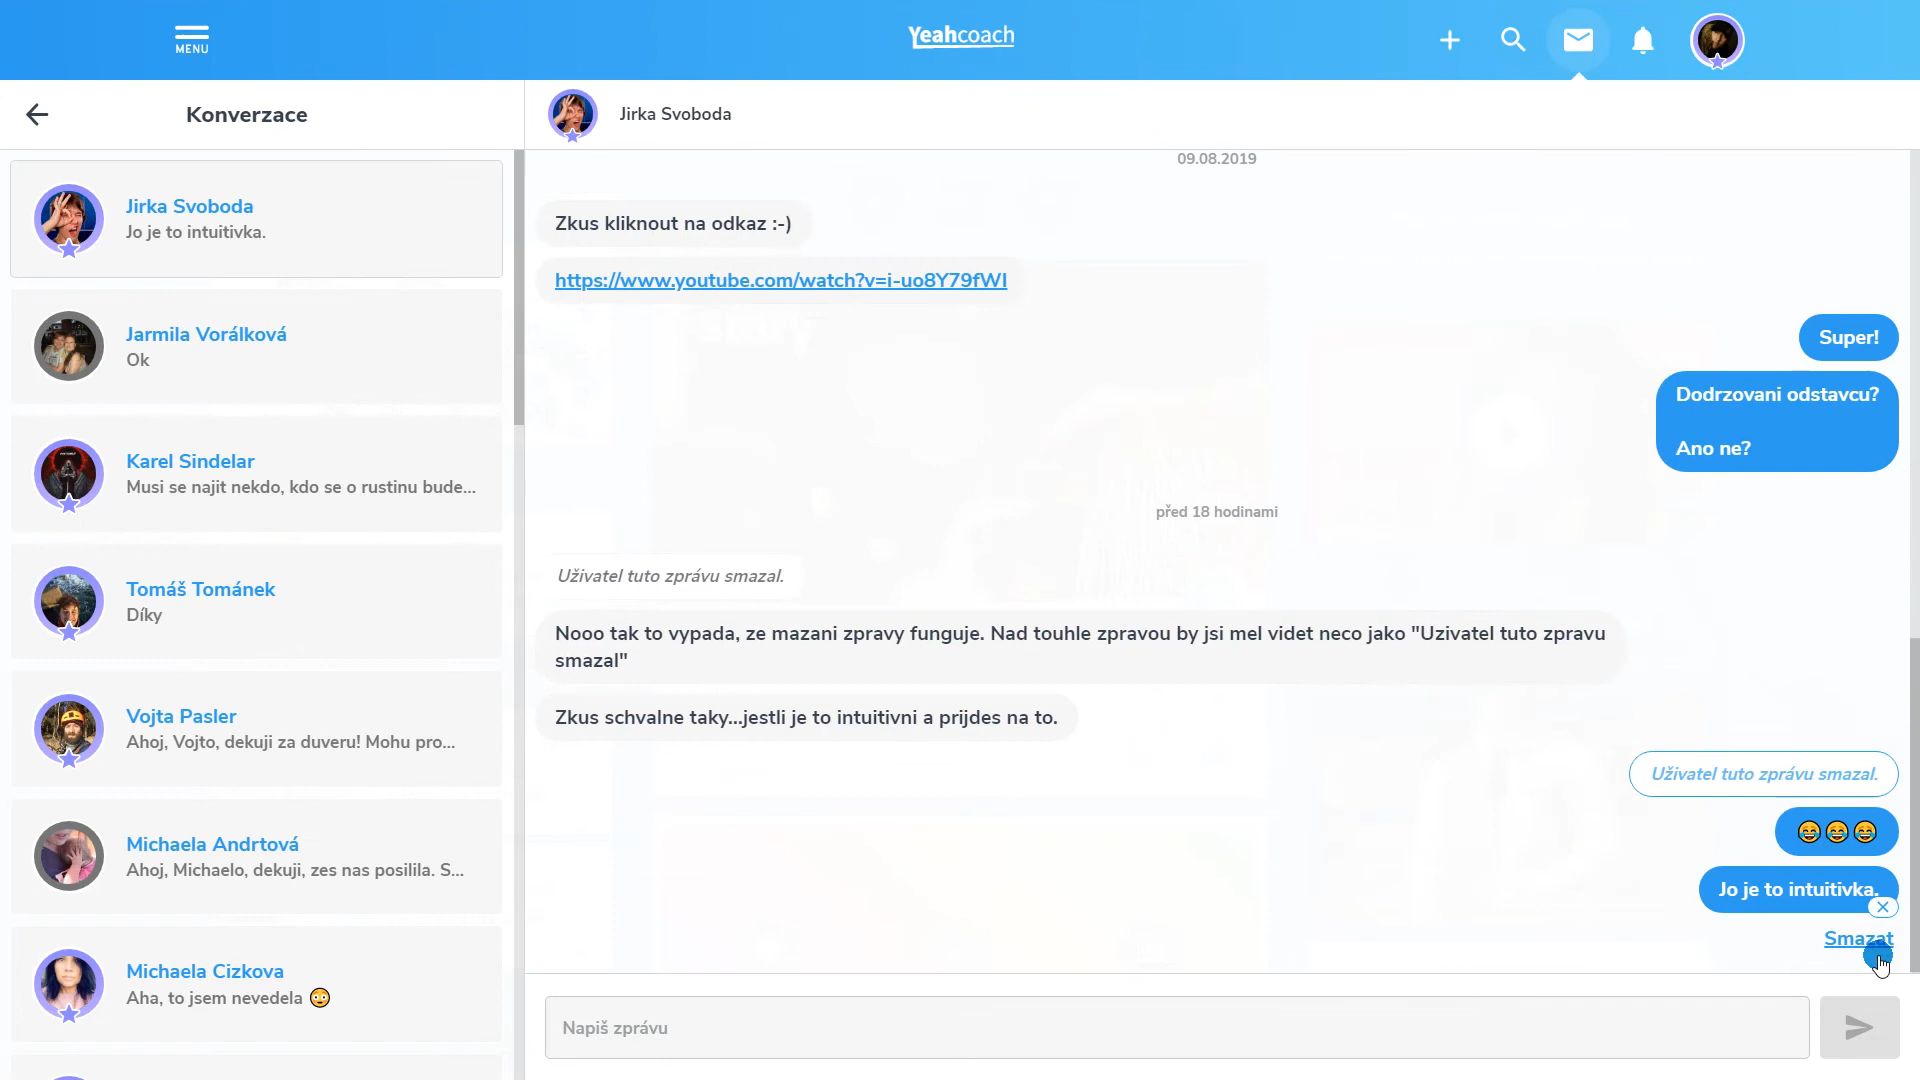 MENU
Yeahcoach
Konverzace
Jirka Svoboda
Jo je to intuitivka.
Jarmila Vorálková
Ok
Karel Sindelar
Musi se najit nekdo, kdo se o rustinu bude...
Tomáš Tománek
Díky
Vojta Pasler
Ahoj, Vojto, dekuji za duveru! Mohu pro...
Michaela Andrtová
Ahoj, Michaelo, dekuji, zes nas posilila. S...
Michaela Cizkova
Aha, to jsem nevedela 😳
Jirka Svoboda
09.08.2019
Zkus kliknout na odkaz :-)
https://www.youtube.com/watch?v=i-uo8Y79fWI
Super!
Dodrzovani odstavcu?
Ano ne?
před 18 hodinami
Uživatel tuto zprávu smazal.
Nooo tak to vypada, ze mazani zpravy funguje. Nad touhle zpravou by jsi mel videt neco jako "Uzivatel tuto zpravu
smazal"
Zkus schvalne taky...jestli je to intuitivni a prijdes na to.
Uživatel tuto zprávu smazal.
😂😂😂
Jo je to intuitivka.
Smazat
Napiš zprávu